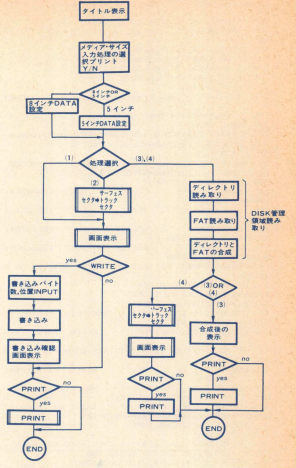 タイトル表示
メディア・サイズ
入力処理の選
択プリント
Y/N
8インチOR
5インチ
8インチDATA
設定
5インチ
5インチDATA設定
処理選択
(1)
(2)
(3),(4)
サーフェス
セクタ⇒トラック
セクタ
画面表示
WRITE
yes
no
書き込みバイト
数,位置INPUT
書き込み
書き込み確認
画面表示
PRINT
no
yes
PRINT
END
ディレクトリ
読み取り
FAT読み取り
ディレクトリと
FATの合成
DISK管理
領域読み
取り
(3)OR
(4)
(4)
(3)
セクタ⇒トラック
セクタ
画面表示
PRINT
no
yes
PRINT
合成後の
表示
PRINT
no
yes
PRINT
END